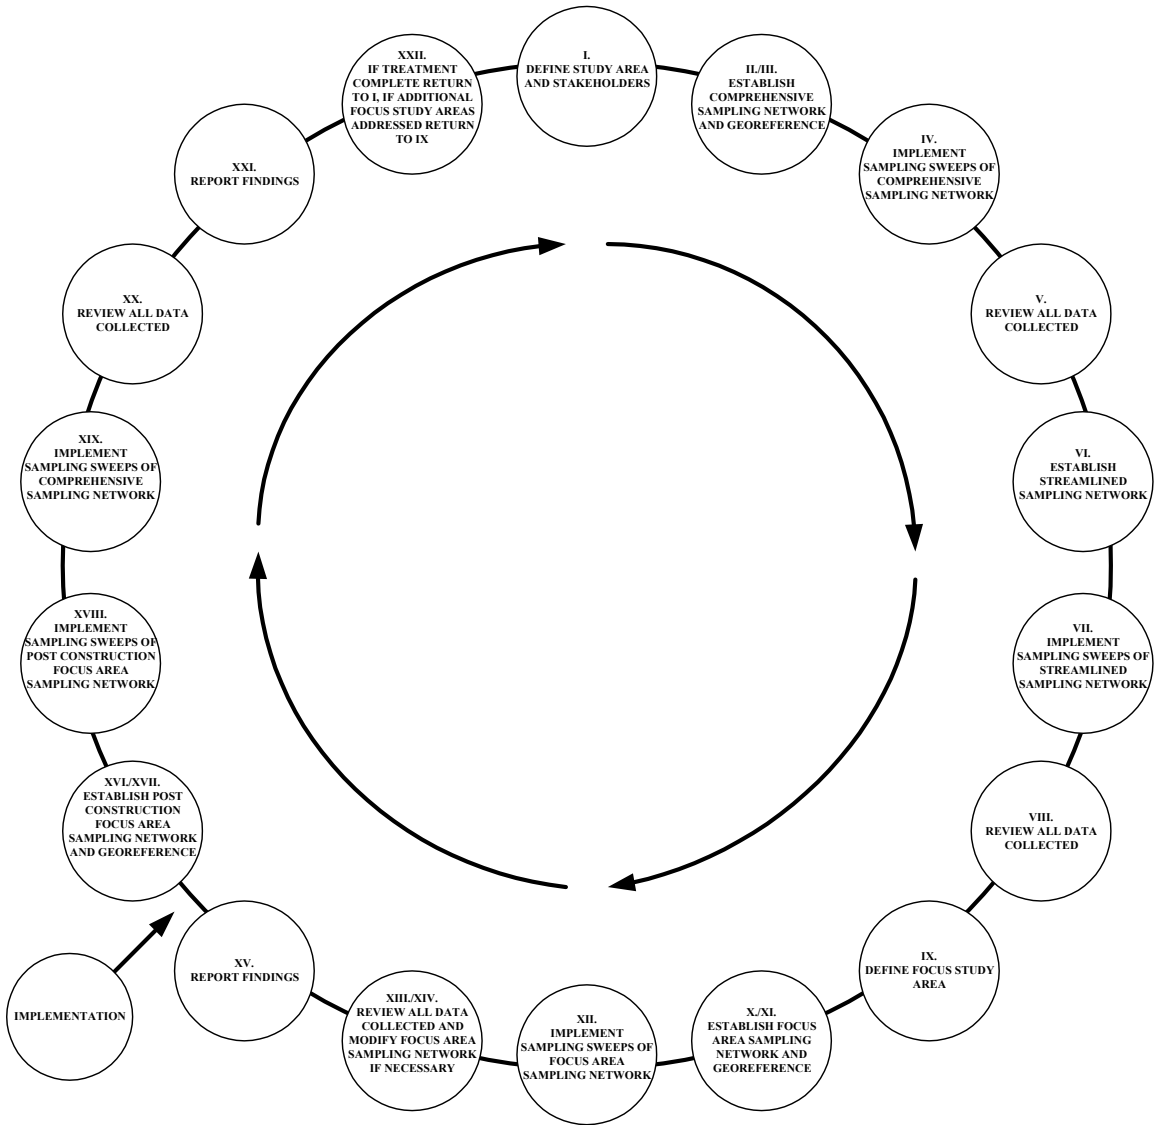 I.
DEFINE STUDY AREA
AND STAKEHOLDERS
II./III.
ESTABLISH
COMPREHENSIVE
SAMPLING NETWORK
AND GEOREFERENCE
IV.
IMPLEMENT
SAMPLING SWEEPS OF
COMPREHENSIVE
SAMPLING NETWORK
V.
REVIEW ALL DATA
COLLECTED
VI.
ESTABLISH
STREAMLINED
SAMPLING NETWORK
VII.
IMPLEMENT
SAMPLING SWEEPS OF
STREAMLINED
SAMPLING NETWORK
VIII.
REVIEW ALL DATA
COLLECTED
IX.
DEFINE FOCUS STUDY
AREA
X./XI.
ESTABLISH FOCUS
AREA SAMPLING
NETWORK AND
GEOREFERENCE
XII.
IMPLEMENT
SAMPLING SWEEPS OF
FOCUS AREA
SAMPLING NETWORK
XIII./XIV.
REVIEW ALL DATA
COLLECTED AND
MODIFY FOCUS AREA
SAMPLING NETWORK
IF NECESSARY
XV.
REPORT FINDINGS
IMPLEMENTATION
XVI./XVII.
ESTABLISH POST
CONSTRUCTION
FOCUS AREA
SAMPLING NETWORK
AND GEOREFERENCE
XVIII.
IMPLEMENT
SAMPLING SWEEPS OF
POST CONSTRUCTION
FOCUS AREA
SAMPLING NETWORK
XIX.
IMPLEMENT
SAMPLING SWEEPS OF
COMPREHENSIVE
SAMPLING NETWORK
XX.
REVIEW ALL DATA
COLLECTED
XXI.
REPORT FINDINGS
XXII.
IF TREATMENT
COMPLETE RETURN
TO I, IF ADDITIONAL
FOCUS STUDY AREAS
ADDRESSED RETURN
TO IX